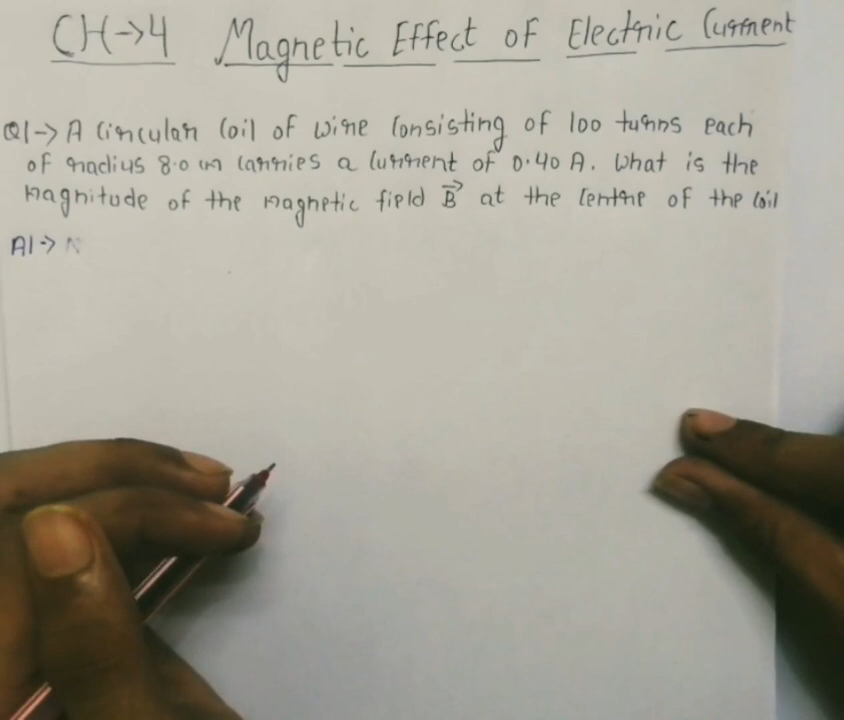 CH→4 Magnetic Effect of Electric Current
Q1→ A Circular Coil of wire Consisting of 100 turns each
of radius 8.0 cm Carries a Current of 0.40 A. What is the
Magnitude of the magnetic field B⃗ at the Centre of the Coil
A1→ N